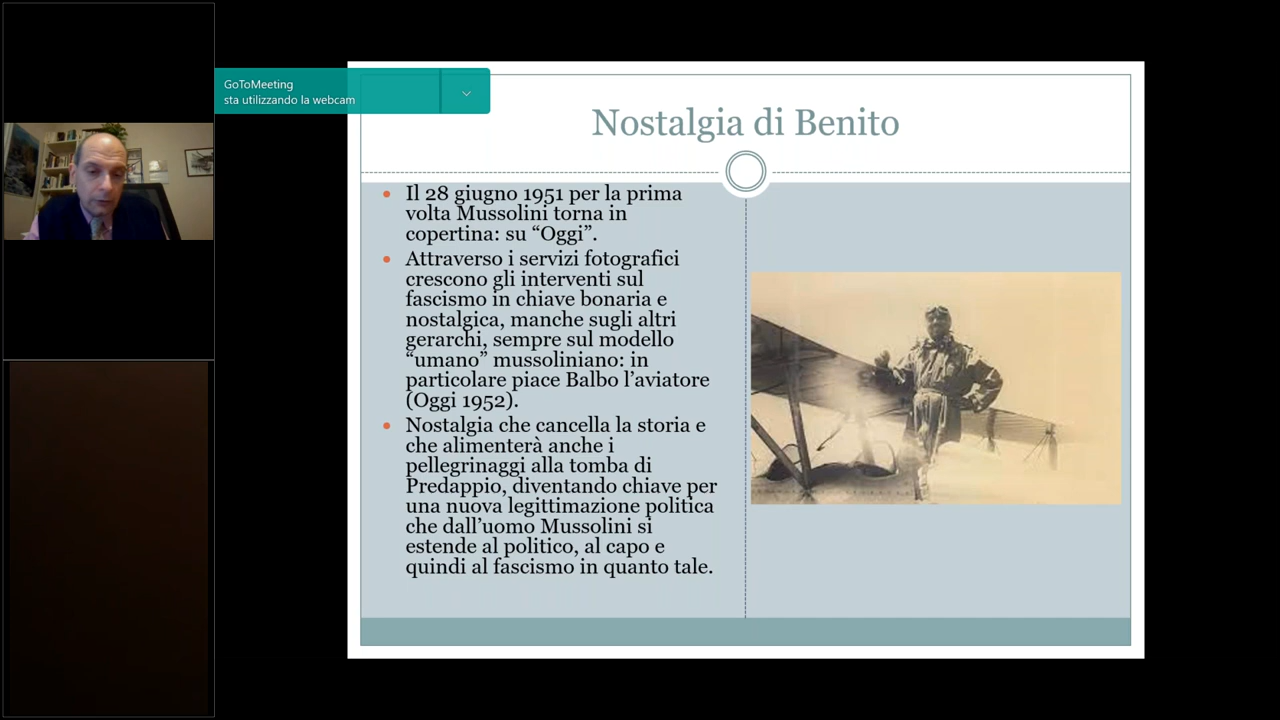 GoToMeeting
sta utilizzando la webcam
Nostalgia di Benito
Il 28 giugno 1951 per la prima
volta Mussolini torna in
copertina: su “Oggi”.
Attraverso i servizi fotografici
crescono gli interventi sul
fascismo in chiave bonaria e
nostalgica, manche sugli altri
gerarchi, sempre sul modello
“umano” mussoliniano: in
particolare piace Balbo l’aviatore
(Oggi 1952).
Nostalgia che cancella la storia e
che alimenterà anche i
pellegrinaggi alla tomba di
Predappio, diventando chiave per
una nuova legittimazione politica
che dall’uomo Mussolini si
estende al politico, al capo e
quindi al fascismo in quanto tale.